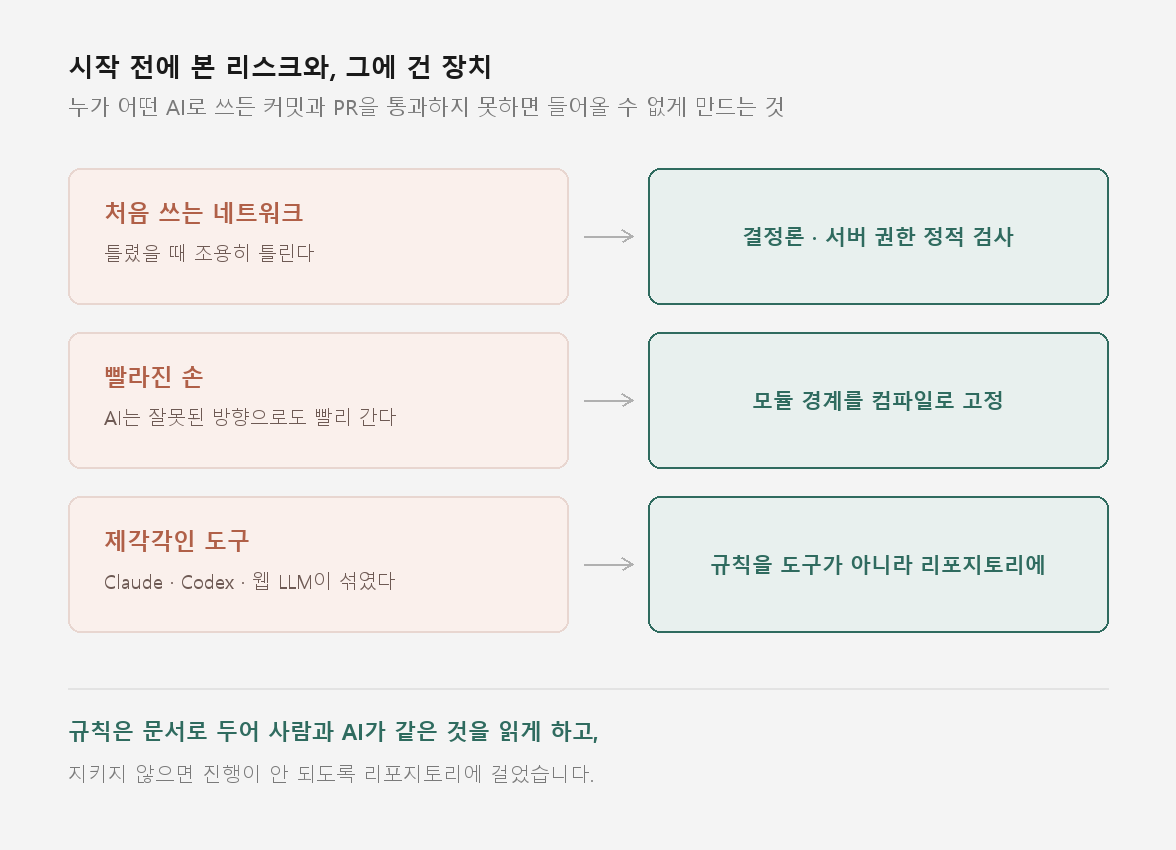 시작 전에 본 리스크와, 그에 건 장치
누가 어떤 AI로 쓰든 커밋과 PR을 통과하지 못하면 들어올 수 없게 만드는 것
처음 쓰는 네트워크
틀렸을 때 조용히 틀린다
결정론 · 서버 권한 정적 검사
빨라진 손
AI는 잘못된 방향으로도 빨리 간다
모듈 경계를 컴파일로 고정
제각각인 도구
Claude · Codex · 웹 LLM이 섞였다
규칙을 도구가 아니라 리포지토리에
규칙은 문서로 두어 사람과 AI가 같은 것을 읽게 하고,
지키지 않으면 진행이 안 되도록 리포지토리에 걸었습니다.